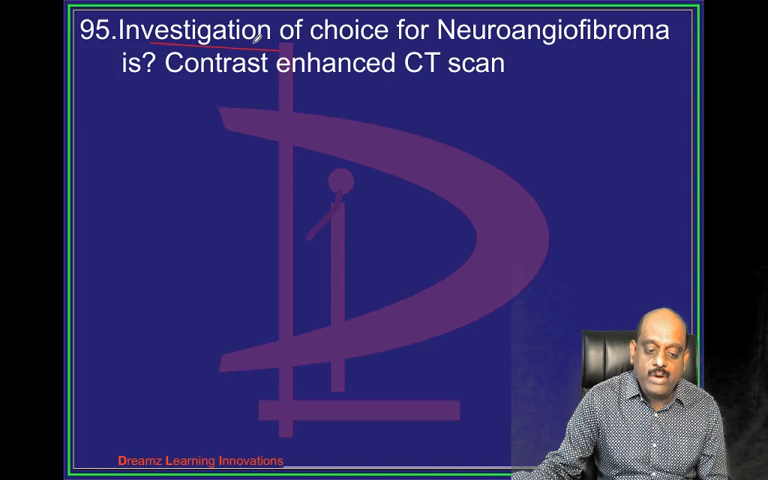 95.Investigation of choice for Neuroangiofibroma
is? Contrast enhanced CT scan
Dreamz Learning Innovations